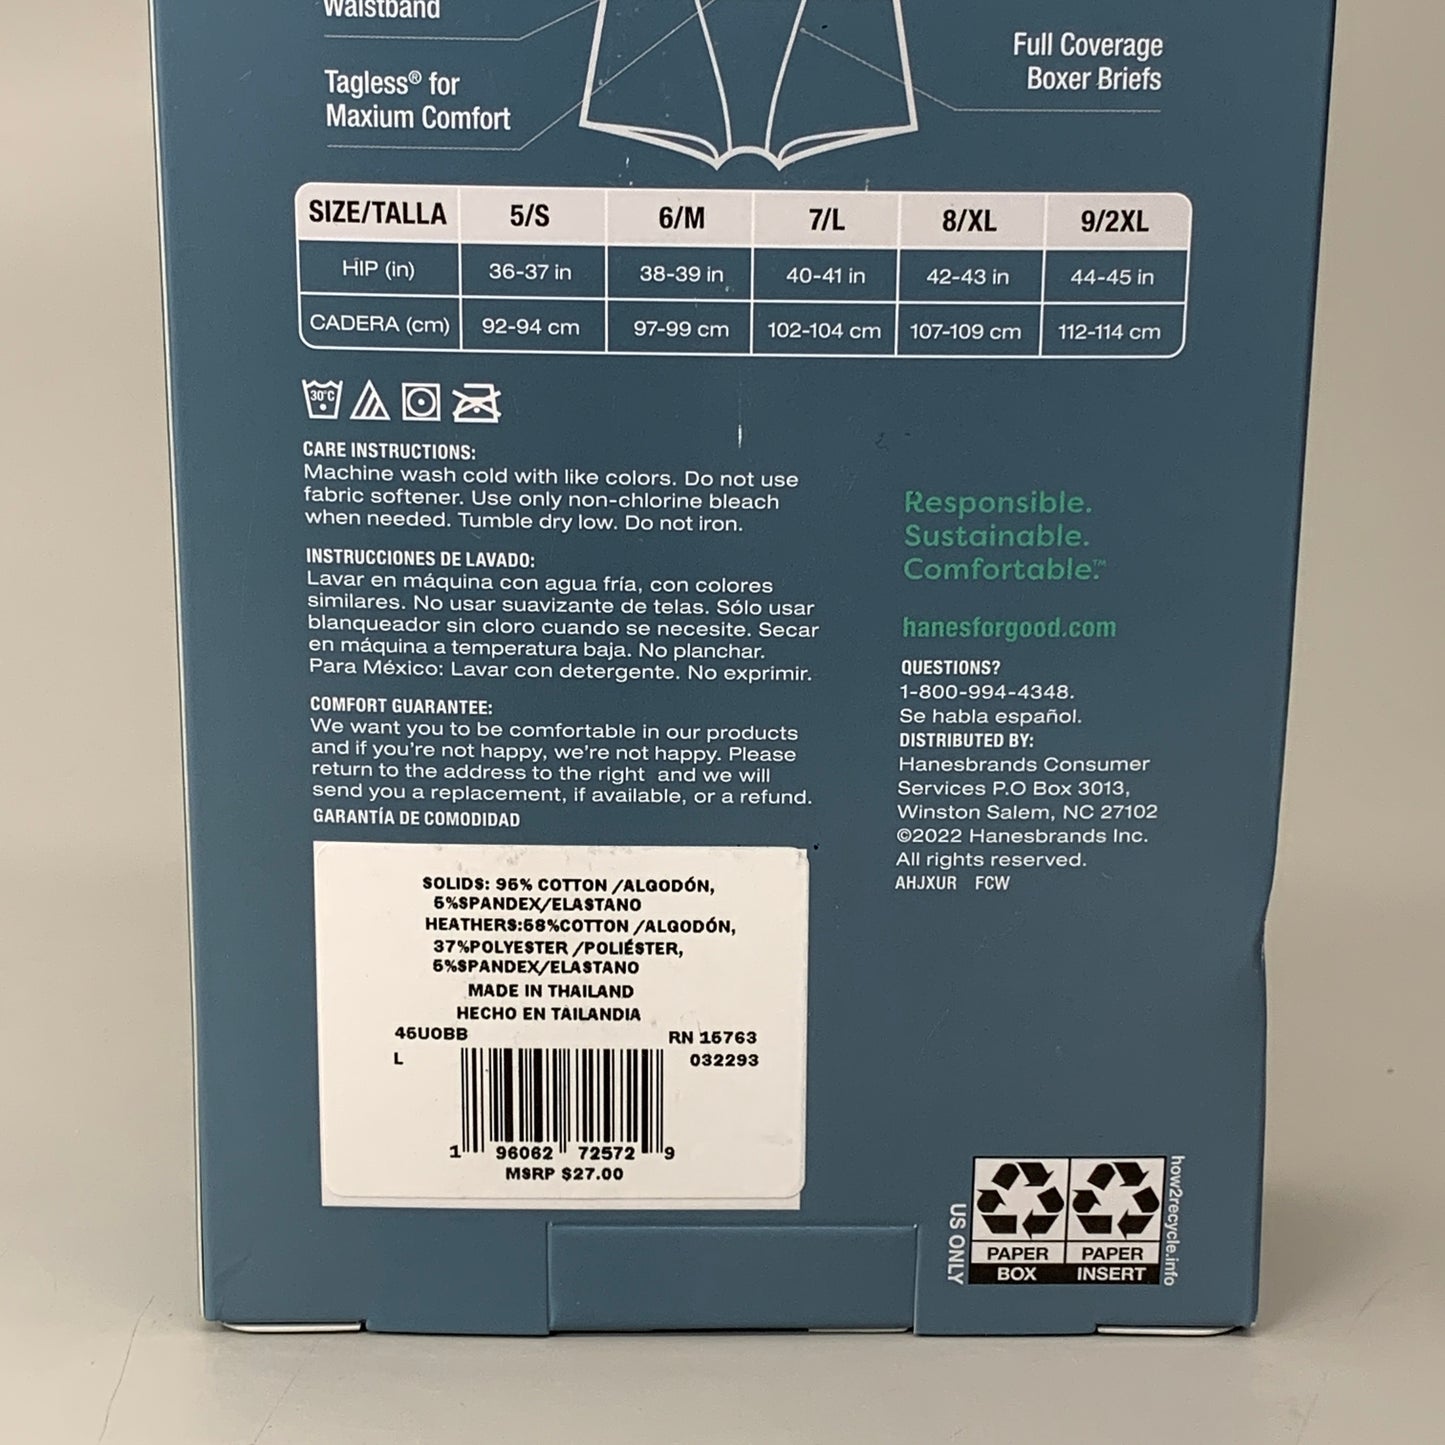 Waistband
Tagless® for
Maxium Comfort
Full Coverage
Boxer Briefs
SIZE/TALLA 5/S 6/M 7/L 8/XL 9/2XL
HIP (in) 36-37 in 38-39 in 40-41 in 42-43 in 44-45 in
CADERA (cm) 92-94 cm 97-99 cm 102-104 cm 107-109 cm 112-114 cm
30°C
CARE INSTRUCTIONS:
Machine wash cold with like colors. Do not use
fabric softener. Use only non-chlorine bleach
when needed. Tumble dry low. Do not iron.
INSTRUCCIONES DE LAVADO:
Lavar en máquina con agua fría, con colores
similares. No usar suavizante de telas. Sólo usar
blanqueador sin cloro cuando se necesite. Secar
en máquina a temperatura baja. No planchar.
Para México: Lavar con detergente. No exprimir.
COMFORT GUARANTEE:
We want you to be comfortable in our products
and if you're not happy, we're not happy. Please
return to the address to the right and we will
send you a replacement, if available, or a refund.
GARANTÍA DE COMODIDAD
SOLIDS: 95% COTTON /ALGODÓN,
5%SPANDEX/ELASTANO
HEATHERS:58%COTTON /ALGODÓN,
37%POLYESTER /POLIÉSTER,
5%SPANDEX/ELASTANO
MADE IN THAILAND
HECHO EN TAILANDIA
45U0BB RN 15763
L 032293
1 96062 72572 9
MSRP $27.00
Responsible.
Sustainable.
Comfortable.™
hanesforgood.com
QUESTIONS?
1-800-994-4348.
Se habla español.
DISTRIBUTED BY:
Hanesbrands Consumer
Services P.O Box 3013,
Winston Salem, NC 27102
©2022 Hanesbrands Inc.
All rights reserved.
AHJXUR FCW
US ONLY
PAPER PAPER
BOX INSERT
how2recycle.info